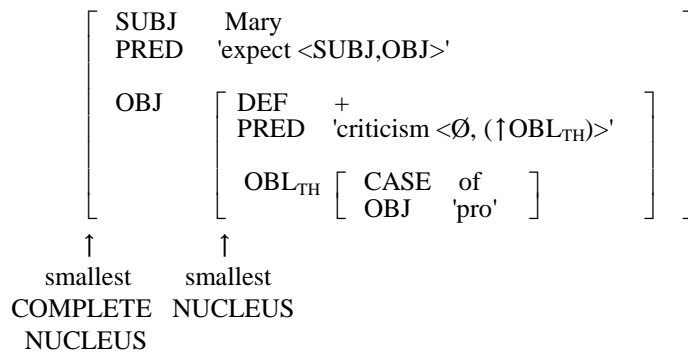 SUBJ Mary
PRED 'expect <SUBJ,OBJ>'
OBJ DEF +
PRED 'criticism <Ø, (↑OBL_TH)>'
OBL_TH CASE of
OBJ 'pro'
↑ ↑
smallest smallest
COMPLETE NUCLEUS
NUCLEUS